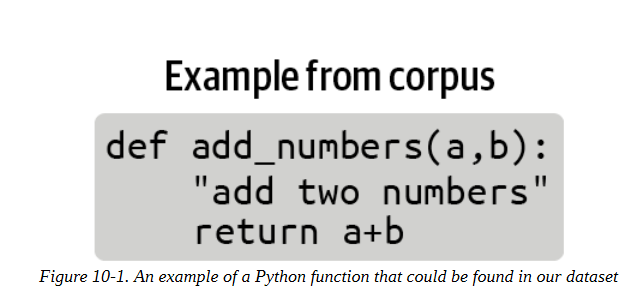 Example from corpus
def add_numbers(a,b):
    "add two numbers"
    return a+b
Figure 10-1. An example of a Python function that could be found in our dataset